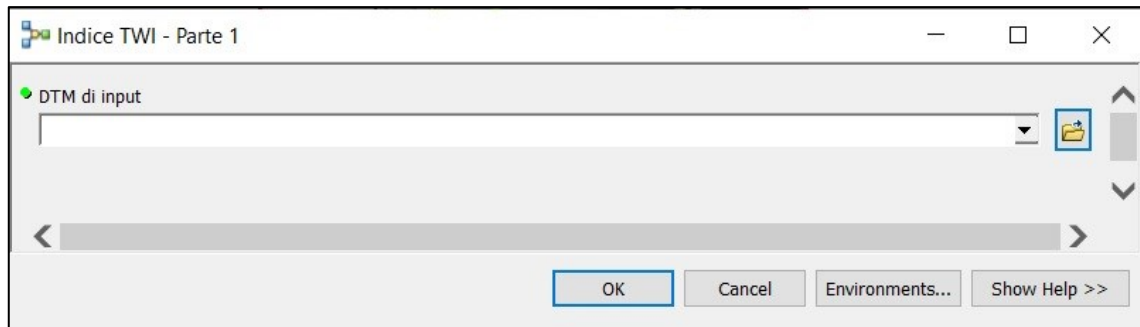 Indice TWI - Parte 1
DTM di input
OK Cancel Environments... Show Help >>